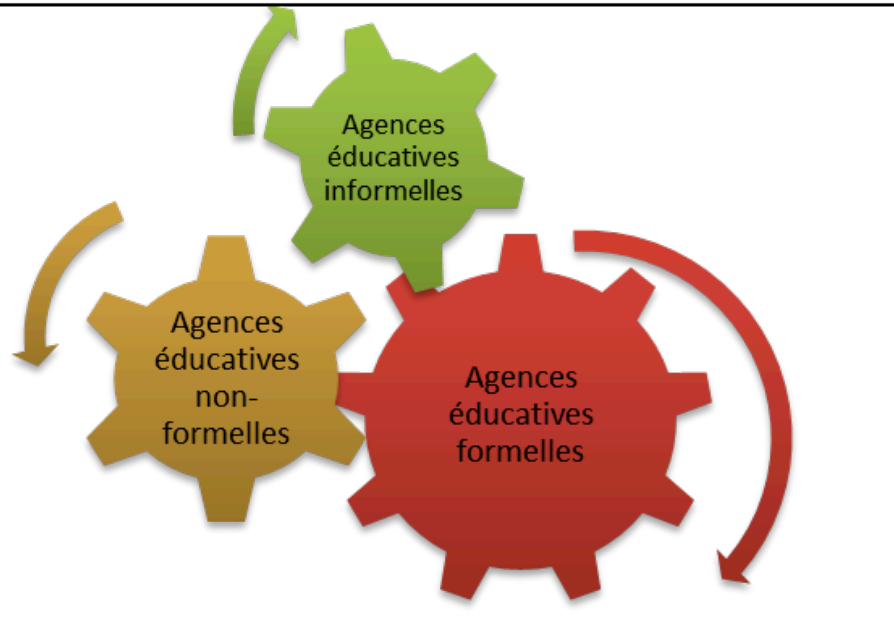 Agences
éducatives
informelles
Agences
éducatives
non-
formelles
Agences
éducatives
formelles